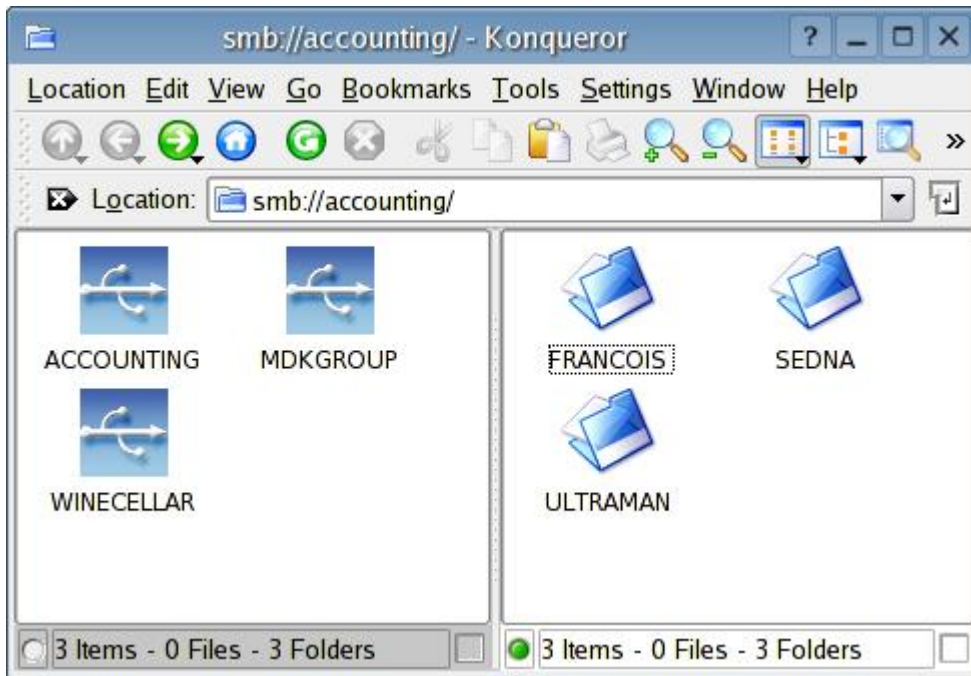 smb://accounting/ - Konqueror
Location Edit View Go Bookmarks Tools Settings Window Help
Location: smb://accounting/
ACCOUNTING MDKGROUP
WINECELLAR
FRANCOIS SEDNA
ULTRAMAN
3 Items - 0 Files - 3 Folders
3 Items - 0 Files - 3 Folders